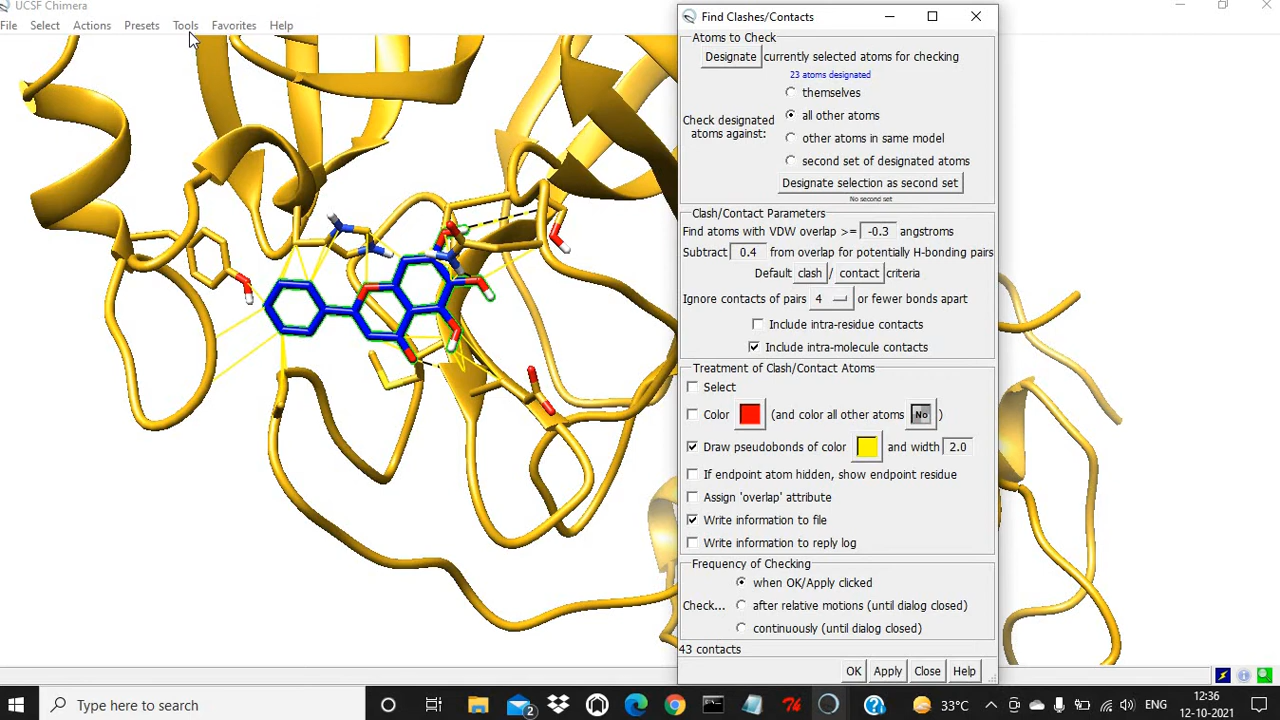 UCSF Chimera
File Select Actions Presets Tools Favorites Help
Find Clashes/Contacts
Atoms to Check
Designate currently selected atoms for checking
23 atoms designated
Check designated atoms against:
themselves
all other atoms
other atoms in same model
second set of designated atoms
Designate selection as second set
No second set
Clash/Contact Parameters
Find atoms with VDW overlap >= -0.3 angstroms
Subtract 0.4 from overlap for potentially H-bonding pairs
Default clash / contact criteria
Ignore contacts of pairs 4 or fewer bonds apart
Include intra-residue contacts
Include intra-molecule contacts
Treatment of Clash/Contact Atoms
Select
Color (and color all other atoms No )
Draw pseudobonds of color and width 2.0
If endpoint atom hidden, show endpoint residue
Assign 'overlap' attribute
Write information to file
Write information to reply log
Frequency of Checking
Check...
when OK/Apply clicked
after relative motions (until dialog closed)
continuously (until dialog closed)
43 contacts
OK Apply Close Help
Type here to search
2
33°C
ENG
12:36
12-10-2021